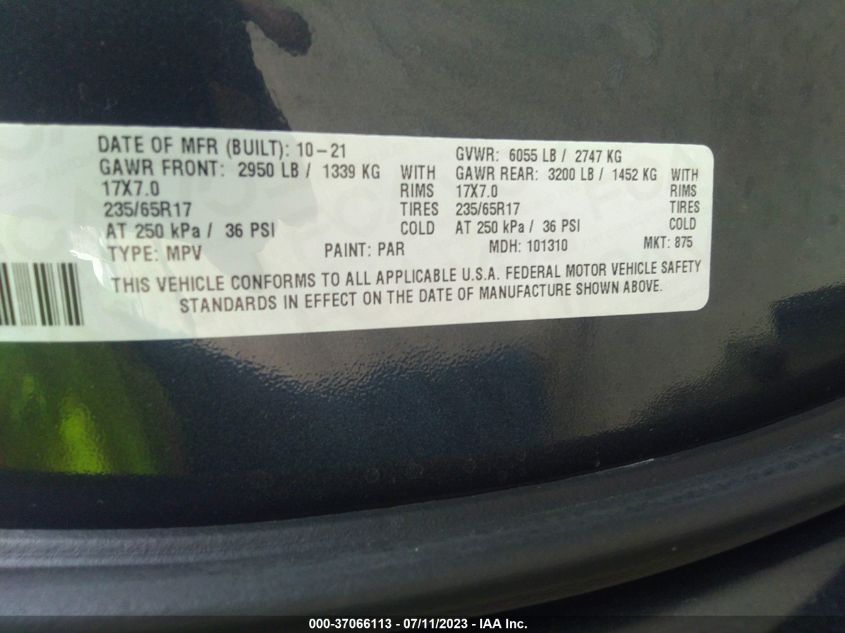 DATE OF MFR (BUILT): 10-21 GVWR: 6055 LB / 2747 KG
GAWR FRONT: 2950 LB / 1339 KG WITH GAWR REAR: 3200 LB / 1452 KG WITH
17X7.0 RIMS 17X7.0 RIMS
235/65R17 TIRES 235/65R17 TIRES
AT 250 kPa / 36 PSI COLD AT 250 kPa / 36 PSI COLD
TYPE: MPV PAINT: PAR MDH: 101310 MKT: 875
THIS VEHICLE CONFORMS TO ALL APPLICABLE U.S.A. FEDERAL MOTOR VEHICLE SAFETY
STANDARDS IN EFFECT ON THE DATE OF MANUFACTURE SHOWN ABOVE.
000-37066113 - 07/11/2023 - IAA Inc.